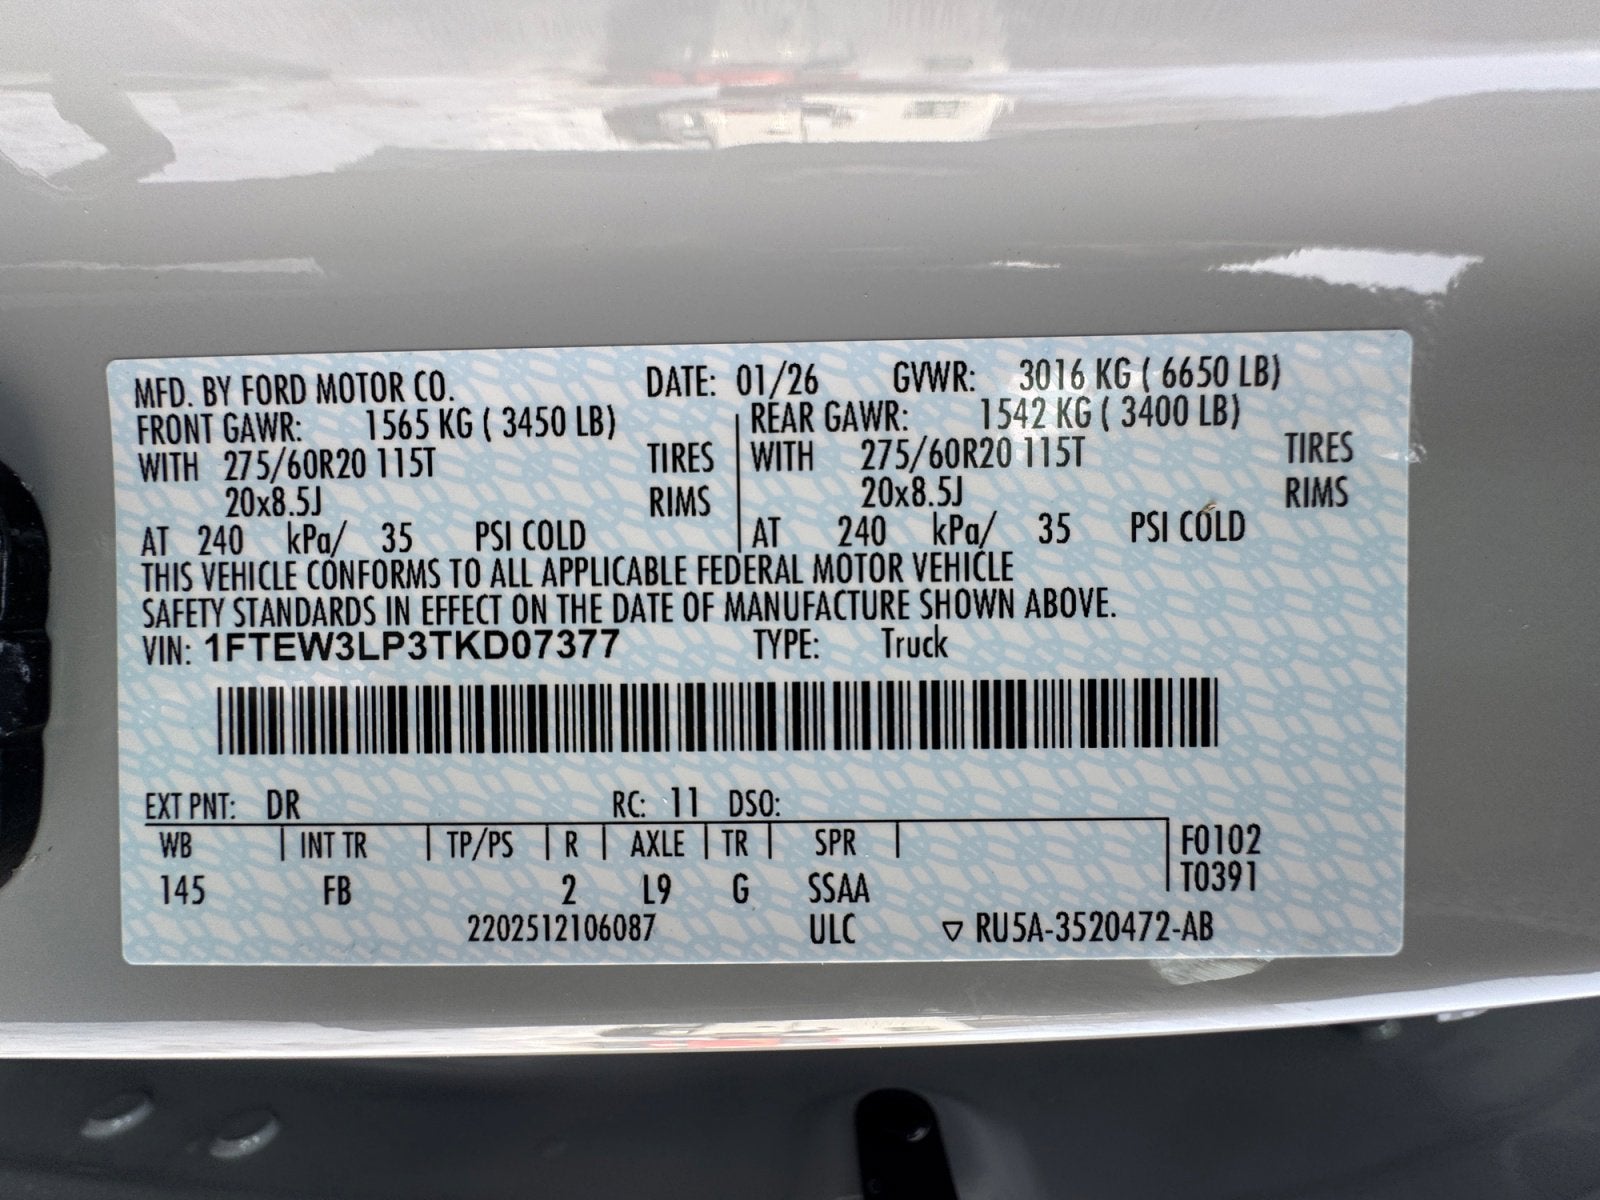 MFD. BY FORD MOTOR CO. DATE: 01/26 GVWR: 3016 KG ( 6650 LB)
FRONT GAWR: 1565 KG ( 3450 LB) REAR GAWR: 1542 KG ( 3400 LB)
WITH 275/60R20 115T TIRES WITH 275/60R20 115T TIRES
20x8.5J RIMS 20x8.5J RIMS
AT 240 kPa/ 35 PSI COLD AT 240 kPa/ 35 PSI COLD
THIS VEHICLE CONFORMS TO ALL APPLICABLE FEDERAL MOTOR VEHICLE
SAFETY STANDARDS IN EFFECT ON THE DATE OF MANUFACTURE SHOWN ABOVE.
VIN: 1FTEW3LP3TKD07377 TYPE: Truck
EXT PNT: DR RC: 11 DSO:
WB INT TR TP/PS R AXLE TR SPR F0102
145 FB 2 L9 G SSAA T0391
2202512106087 ULC ▽ RU5A-3520472-AB